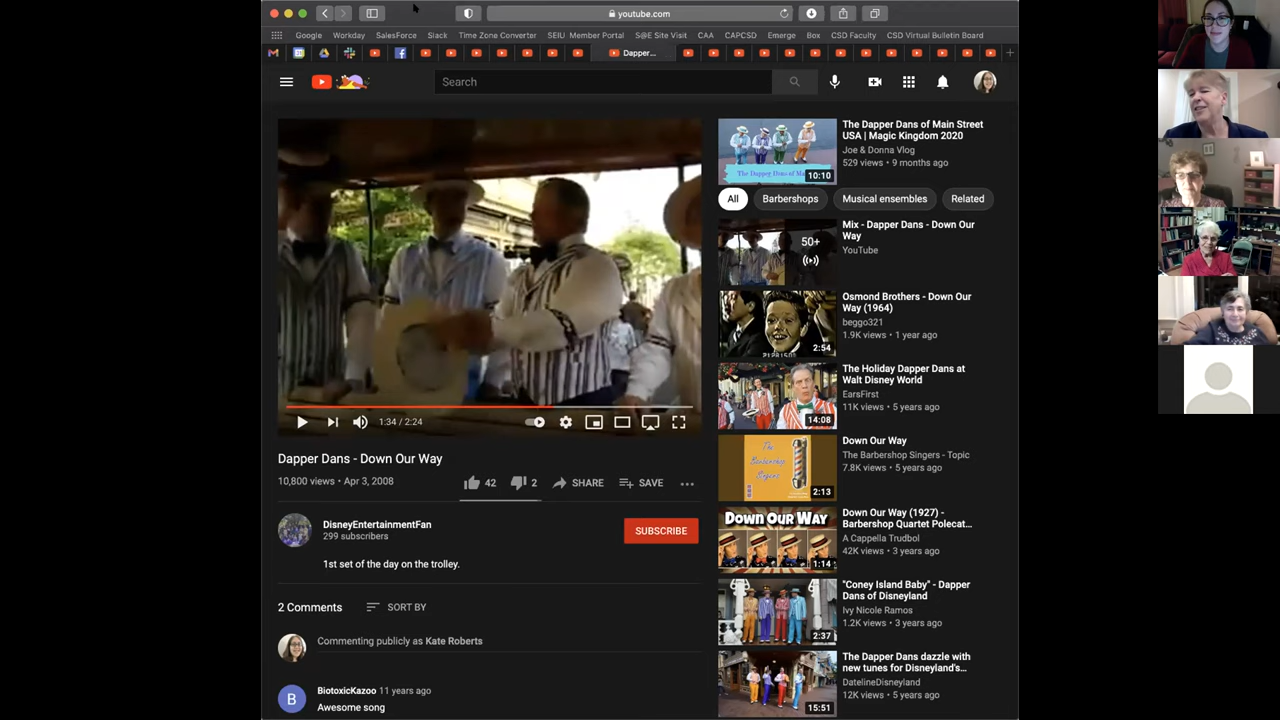 youtube.com
Google Workday SalesForce Slack Time Zone Converter SEIU Member Portal S@E Site Visit CAA CAPCSD Emerge Box CSD Faculty CSD Virtual Bulletin Board
Dapper...
Search
1:34 / 2:24
Dapper Dans - Down Our Way
10,800 views • Apr 3, 2008
42
2
SHARE
SAVE
DisneyEntertainmentFan
299 subscribers
SUBSCRIBE
1st set of the day on the trolley.
2 Comments
SORT BY
Commenting publicly as Kate Roberts
B
BiotoxicKazoo 11 years ago
Awesome song
The Dapper Dans of Ma
10:10
The Dapper Dans of Main Street
USA | Magic Kingdom 2020
Joe & Donna Vlog
529 views • 9 months ago
All
Barbershops
Musical ensembles
Related
50+
Mix - Dapper Dans - Down Our
Way
YouTube
2:54
Osmond Brothers - Down Our
Way (1964)
beggo321
1.9K views • 1 year ago
14:08
The Holiday Dapper Dans at
Walt Disney World
EarsFirst
11K views • 5 years ago
The
Barbershop
Singers
2:13
Down Our Way
The Barbershop Singers - Topic
7.8K views • 5 years ago
DOWN OUR WAY
1:14
Down Our Way (1927) -
Barbershop Quartet Polecat...
A Cappella Trudbol
42K views • 3 years ago
2:37
"Coney Island Baby" - Dapper
Dans of Disneyland
Ivy Nicole Ramos
1.2K views • 3 years ago
15:51
The Dapper Dans dazzle with
new tunes for Disneyland's...
DatelineDisneyland
12K views • 5 years ago